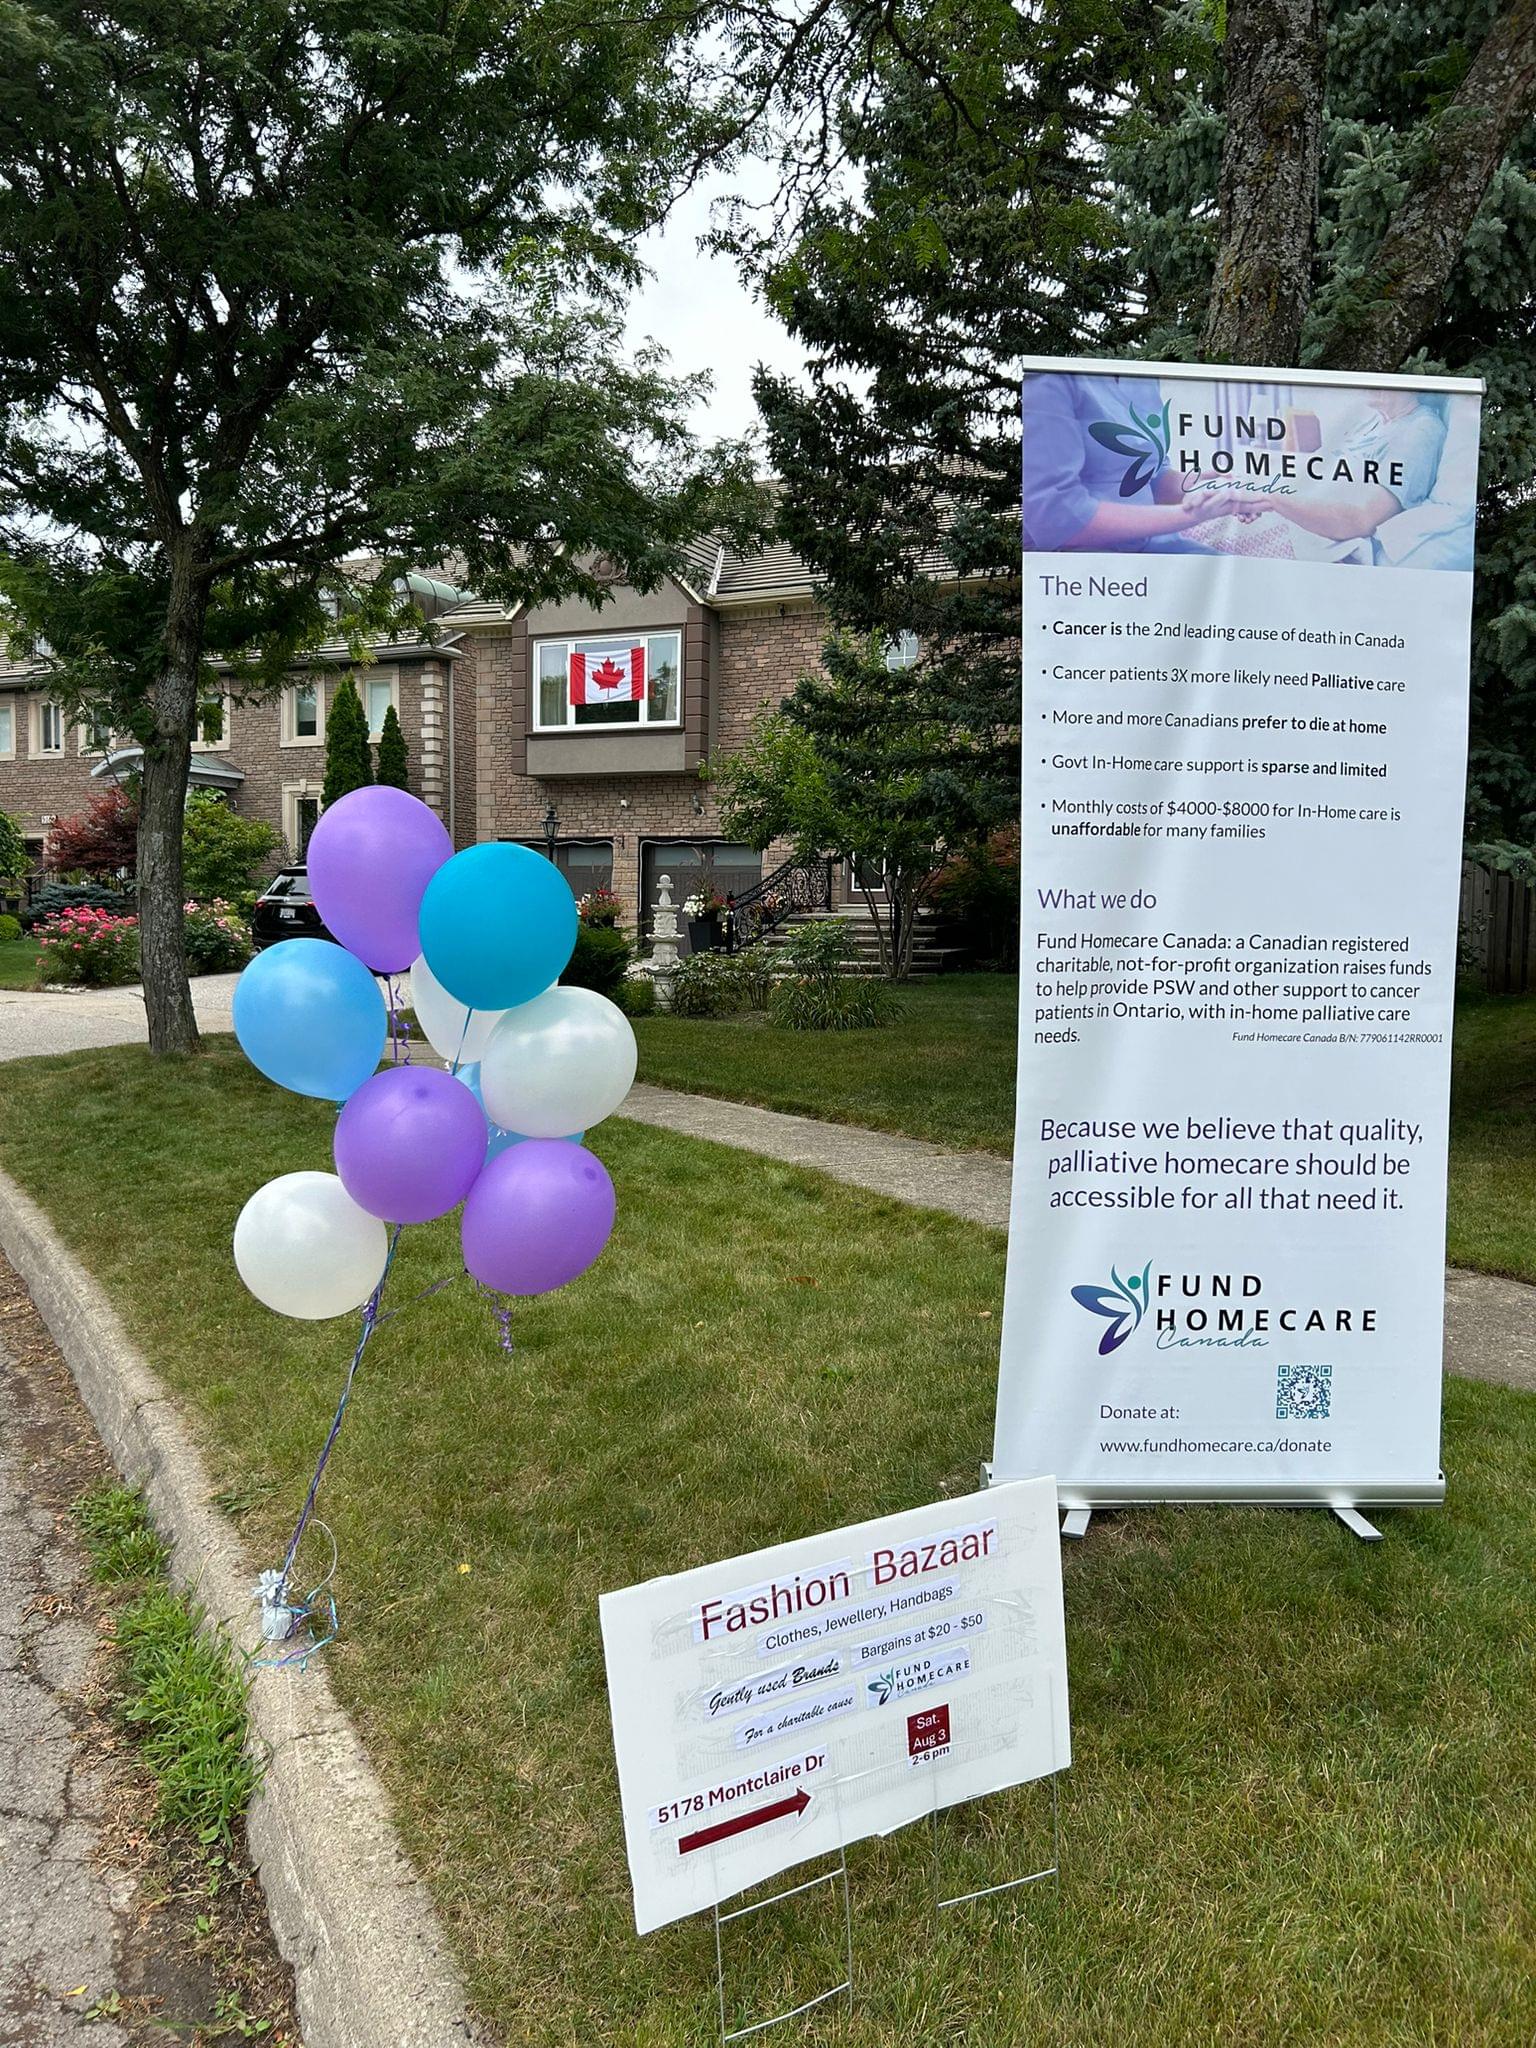 FUND
HOMECARE
Canada
The Need
• Cancer is the 2nd leading cause of death in Canada
• Cancer patients 3X more likely need Palliative care
• More and more Canadians prefer to die at home
• Govt In-Home care support is sparse and limited
• Monthly costs of $4000-$8000 for In-Home care is
unaffordable for many families
What we do
Fund Homecare Canada: a Canadian registered
charitable, not-for-profit organization raises funds
to help provide PSW and other support to cancer
patients in Ontario, with in-home palliative care
needs.
Fund Homecare Canada B/N: 779061142RR0001
Because we believe that quality,
palliative homecare should be
accessible for all that need it.
FUND
HOMECARE
Canada
Donate at:
www.fundhomecare.ca/donate
Fashion Bazaar
Clothes, Jewellery, Handbags
Gently used Brands
Bargains at $20 - $50
For a charitable cause
FUND
HOMECARE
Canada
Sat.
Aug 3
2-6 pm
5178 Montclaire Dr